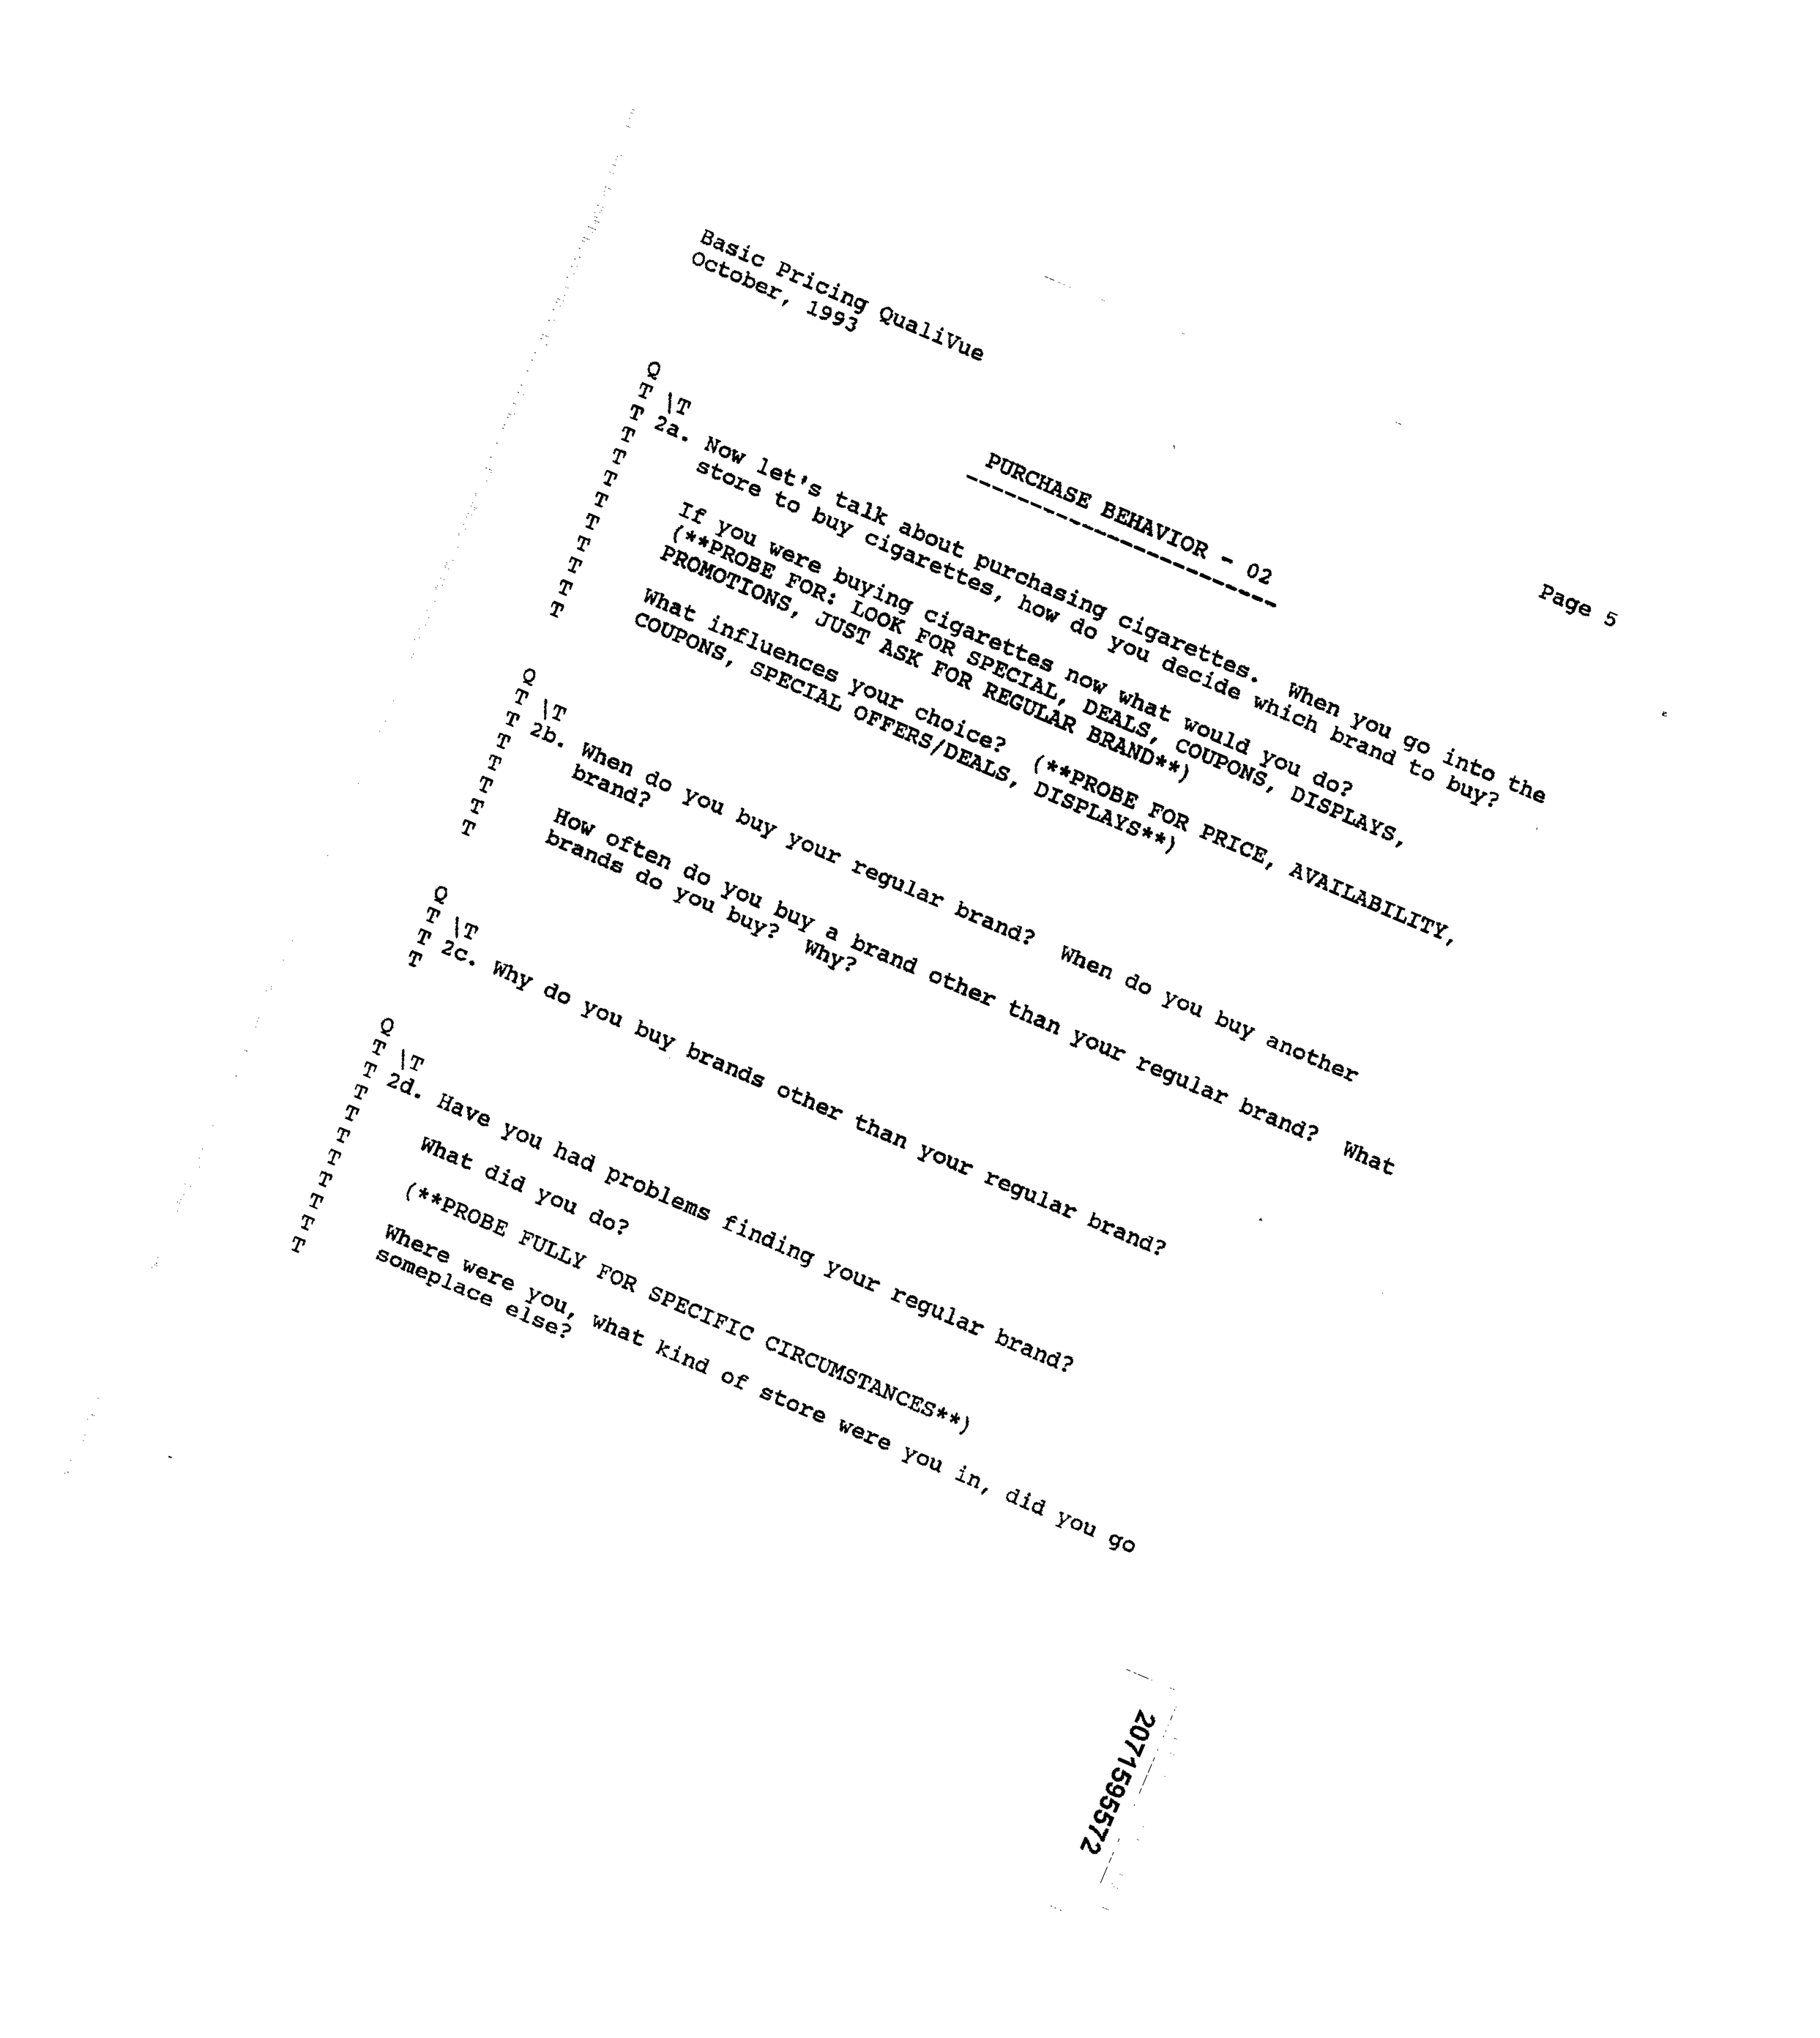 Basic Pricing QualiVue
October, 1993
Page 5
PURCHASE BEHAVIOR - 02
----------------------
Q
T \T
T 2a. Now let's talk about purchasing cigarettes. When you go into the
T store to buy cigarettes, how do you decide which brand to buy?
T
T If you were buying cigarettes now what would you do?
T (**PROBE FOR: LOOK FOR SPECIAL, DEALS, COUPONS, DISPLAYS,
T PROMOTIONS, JUST ASK FOR REGULAR BRAND**)
T
T What influences your choice? (**PROBE FOR PRICE, AVAILABILITY,
T COUPONS, SPECIAL OFFERS/DEALS, DISPLAYS**)
T
Q
T \T
T 2b. When do you buy your regular brand? When do you buy another
T brand?
T
T How often do you buy a brand other than your regular brand? What
T brands do you buy? Why?
T
Q
T \T
T 2c. Why do you buy brands other than your regular brand?
T
Q
T \T
T 2d. Have you had problems finding your regular brand?
T
T What did you do?
T
T (**PROBE FULLY FOR SPECIFIC CIRCUMSTANCES**)
T
T Where were you, what kind of store were you in, did you go
T someplace else?
T
2071595572